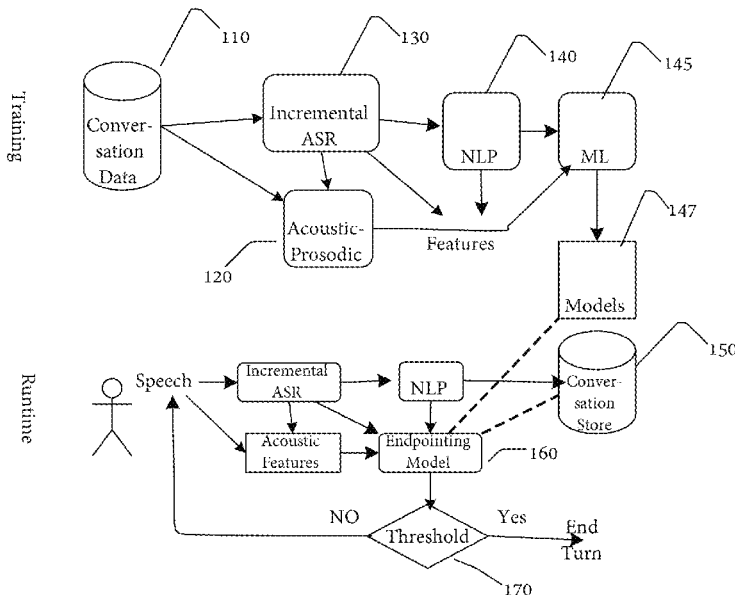 110
130
140
145
Training
Conver-
sation
Data
Incremental
ASR
NLP
ML
147
Acoustic-
Prosodic
Features
120
Models
150
Runtime
Speech
Incremental
ASR
NLP
Conver-
sation
Store
Acoustic
Features
Endpointing
Model
160
NO
Threshold
Yes
End
Turn
170